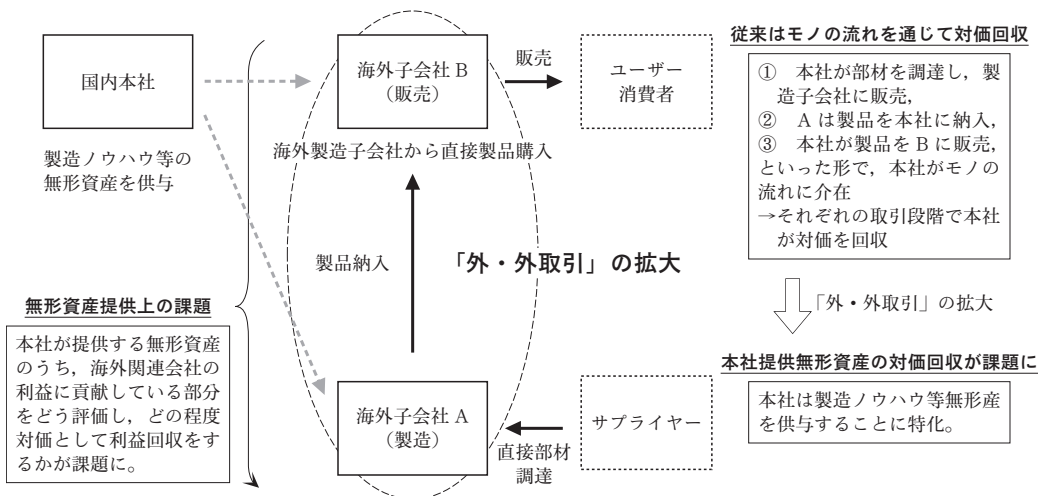 国内本社
製造ノウハウ等の
無形資産を供与
海外子会社 B
（販売）
販売
ユーザー
消費者
海外製造子会社から直接製品購入
製品納入
「外・外取引」の拡大
海外子会社 A
（製造）
サプライヤー
直接部材
調達
無形資産提供上の課題
本社が提供する無形資産
のうち，海外関連会社の
利益に貢献している部分
をどう評価し，どの程度
対価として利益回収をす
るかが課題に。
従来はモノの流れを通じて対価回収
①　本社が部材を調達し，製
造子会社に販売，
②　A は製品を本社に納入，
③　本社が製品を B に販売，
といった形で，本社がモノの
流れに介在
→それぞれの取引段階で本社
が対価を回収
「外・外取引」の拡大
本社提供無形資産の対価回収が課題に
本社は製造ノウハウ等無形産
を供与することに特化。